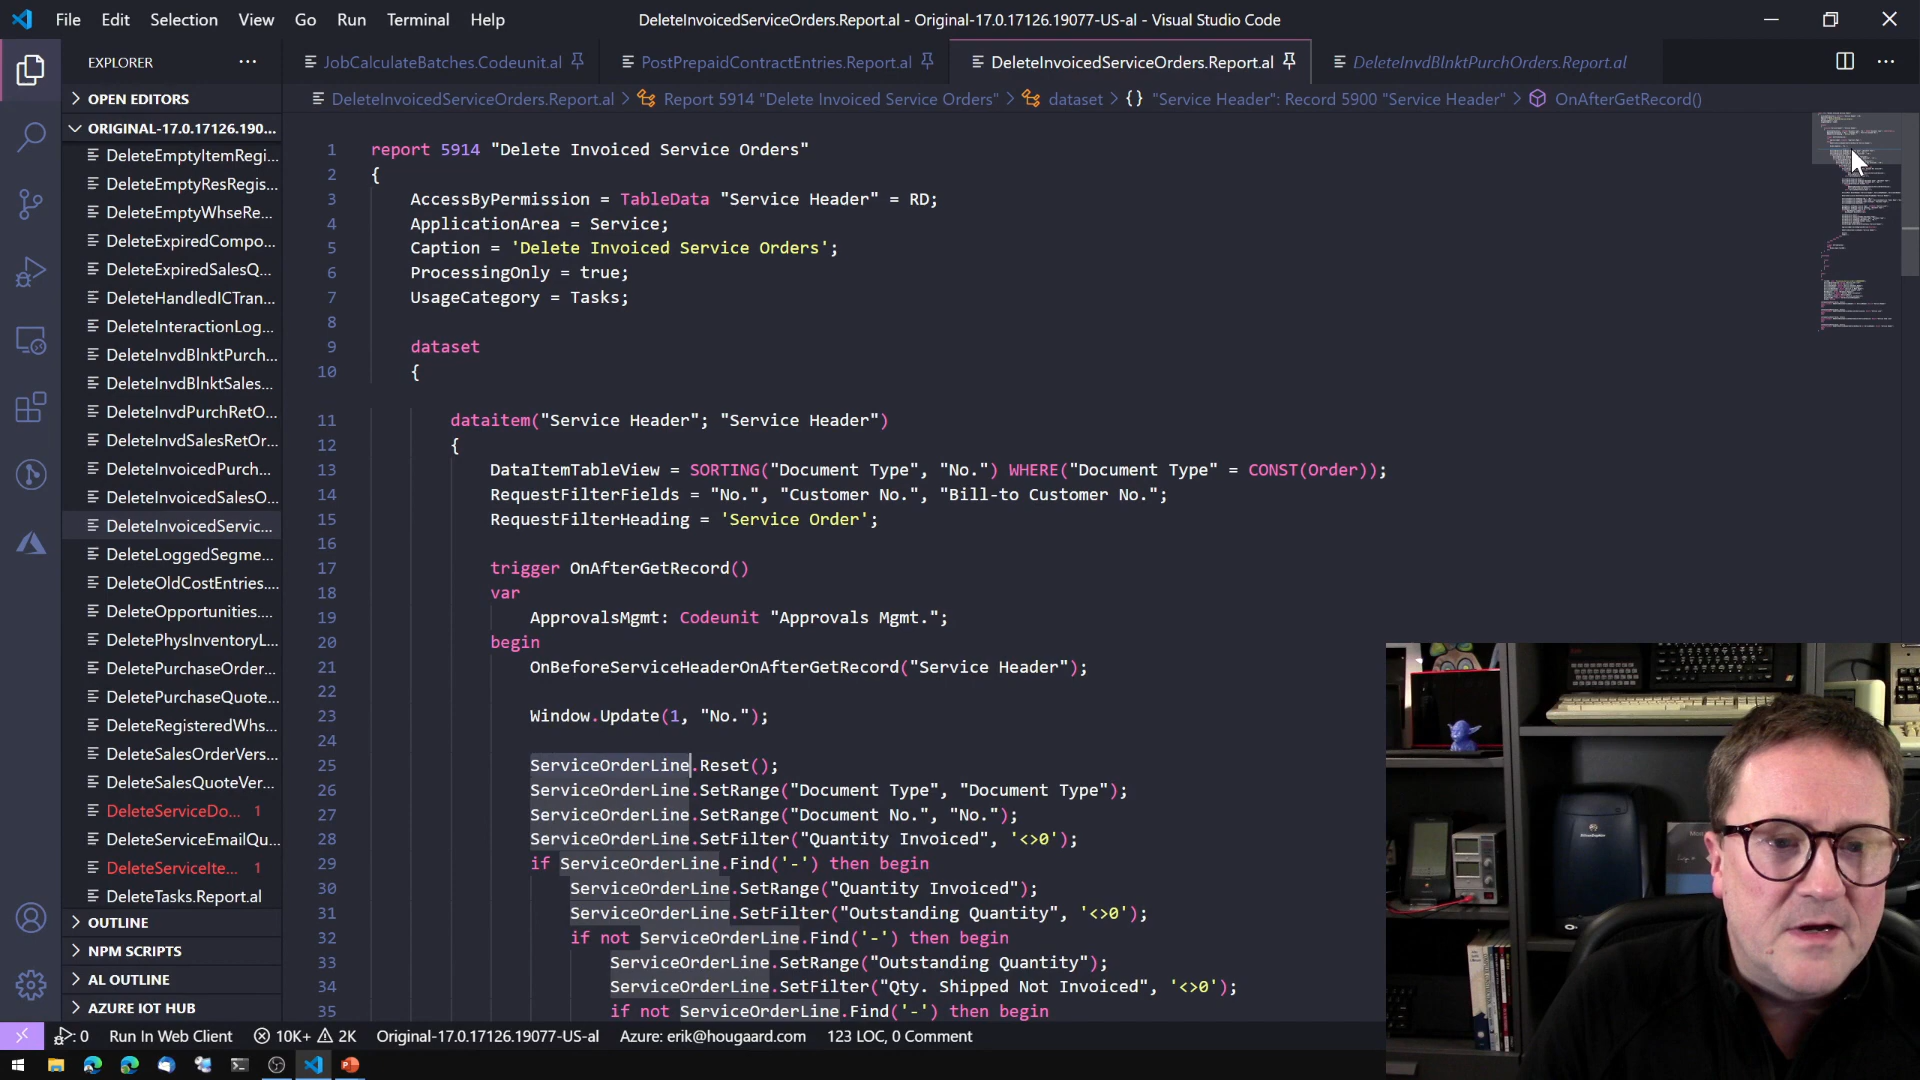 File Edit Selection View Go Run Terminal Help
DeleteInvoicedServiceOrders.Report.al - Original-17.0.17126.19077-US-al - Visual Studio Code
EXPLORER
JobCalculateBatches.Codeunit.al
PostPrepaidContractEntries.Report.al
DeleteInvoicedServiceOrders.Report.al
DeleteInvdBlnktPurchOrders.Report.al
DeleteInvoicedServiceOrders.Report.al > Report 5914 "Delete Invoiced Service Orders" > dataset > {} "Service Header": Record 5900 "Service Header" > OnAfterGetRecord()
OPEN EDITORS
ORIGINAL-17.0.17126.190...
DeleteEmptyItemRegi...
DeleteEmptyResRegis...
DeleteEmptyWhseRe...
DeleteExpiredCompo...
DeleteExpiredSalesQ...
DeleteHandledICTran...
DeleteInteractionLog...
DeleteInvdBlnktPurch...
DeleteInvdBlnktSales...
DeleteInvdPurchRetO...
DeleteInvdSalesRetOr...
DeleteInvoicedPurch...
DeleteInvoicedSalesO...
DeleteInvoicedServic...
DeleteLoggedSegme...
DeleteOldCostEntries....
DeleteOpportunities....
DeletePhysInventoryL...
DeletePurchaseOrder...
DeletePurchaseQuote...
DeleteRegisteredWhs...
DeleteSalesOrderVers...
DeleteSalesQuoteVer...
DeleteServiceDo... 1
DeleteServiceEmailQu...
DeleteServiceIte... 1
DeleteTasks.Report.al
OUTLINE
NPM SCRIPTS
AL OUTLINE
AZURE IOT HUB
1 report 5914 "Delete Invoiced Service Orders"
2 {
3 AccessByPermission = TableData "Service Header" = RD;
4 ApplicationArea = Service;
5 Caption = 'Delete Invoiced Service Orders';
6 ProcessingOnly = true;
7 UsageCategory = Tasks;
8
9 dataset
10 {
11 dataitem("Service Header"; "Service Header")
12 {
13 DataItemTableView = SORTING("Document Type", "No.") WHERE("Document Type" = CONST(Order));
14 RequestFilterFields = "No.", "Customer No.", "Bill-to Customer No.";
15 RequestFilterHeading = 'Service Order';
16
17 trigger OnAfterGetRecord()
18 var
19 ApprovalsMgmt: Codeunit "Approvals Mgmt.";
20 begin
21 OnBeforeServiceHeaderOnAfterGetRecord("Service Header");
22
23 Window.Update(1, "No.");
24
25 ServiceOrderLine.Reset();
26 ServiceOrderLine.SetRange("Document Type", "Document Type");
27 ServiceOrderLine.SetRange("Document No.", "No.");
28 ServiceOrderLine.SetFilter("Quantity Invoiced", '<>0');
29 if ServiceOrderLine.Find('-') then begin
30 ServiceOrderLine.SetRange("Quantity Invoiced");
31 ServiceOrderLine.SetFilter("Outstanding Quantity", '<>0');
32 if not ServiceOrderLine.Find('-') then begin
33 ServiceOrderLine.SetRange("Outstanding Quantity");
34 ServiceOrderLine.SetFilter("Qty. Shipped Not Invoiced", '<>0');
35 if not ServiceOrderLine.Find('-') then begin
: 0 Run In Web Client 10K+ 2K Original-17.0.17126.19077-US-al Azure: erik@hougaard.com 123 LOC, 0 Comment